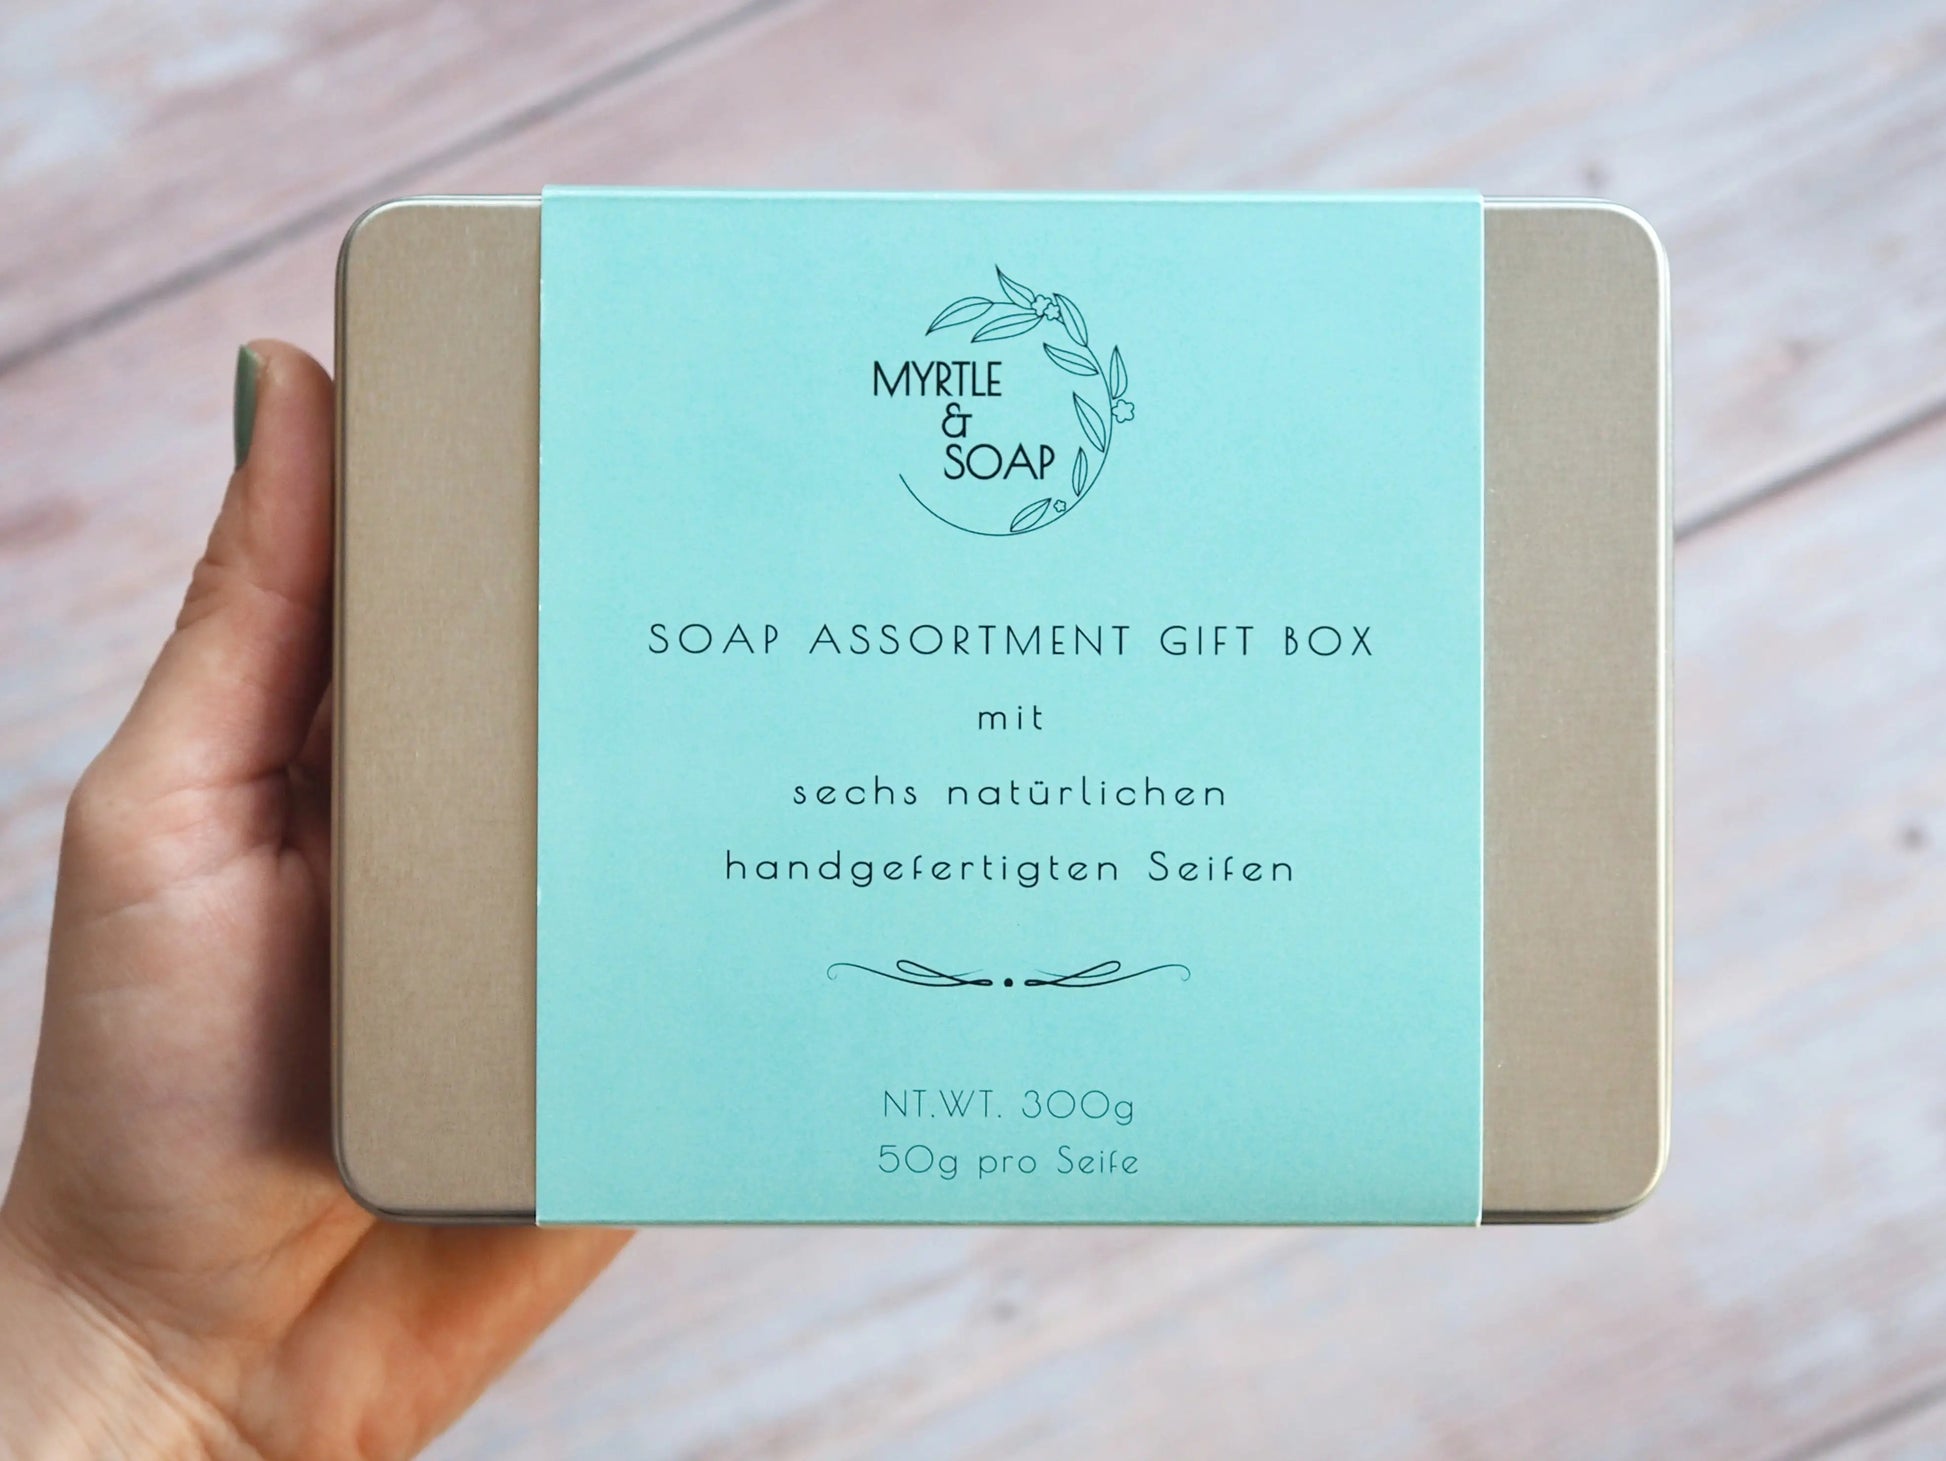 MYRTLE
&
SOAP
SOAP ASSORTMENT GIFT BOX
mit
sechs natürlichen
handgefertigten Seifen
NT.WT. 300g
50g pro Seife